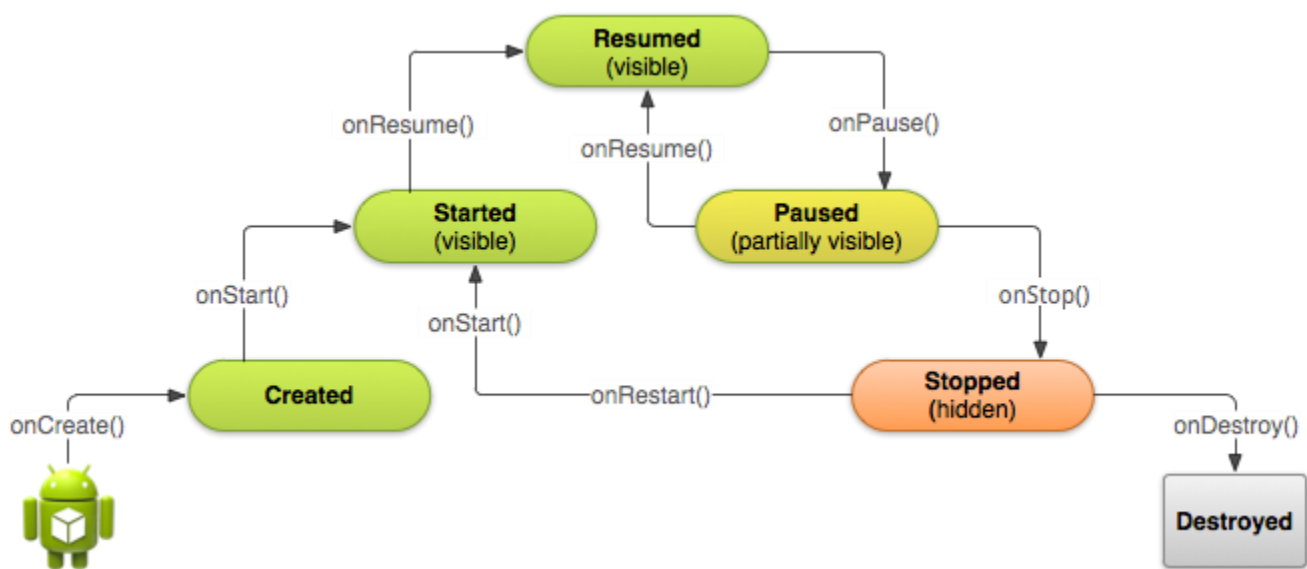 Resumed
(visible)
onResume()
onResume()
onPause()
Started
(visible)
Paused
(partially visible)
onStart()
onStart()
onStop()
Created
onRestart()
Stopped
(hidden)
onCreate()
onDestroy()
Destroyed